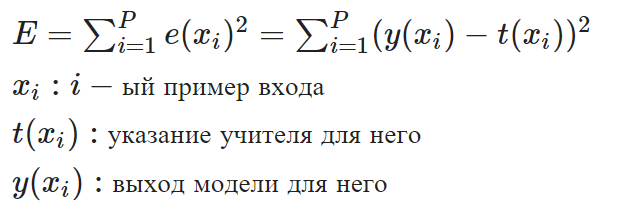 E = ∑_{i=1}^{P} e(x_i)^2 = ∑_{i=1}^{P} (y(x_i) − t(x_i))^2
x_i : i − ый пример входа
t(x_i) : указание учителя для него
y(x_i) : выход модели для него